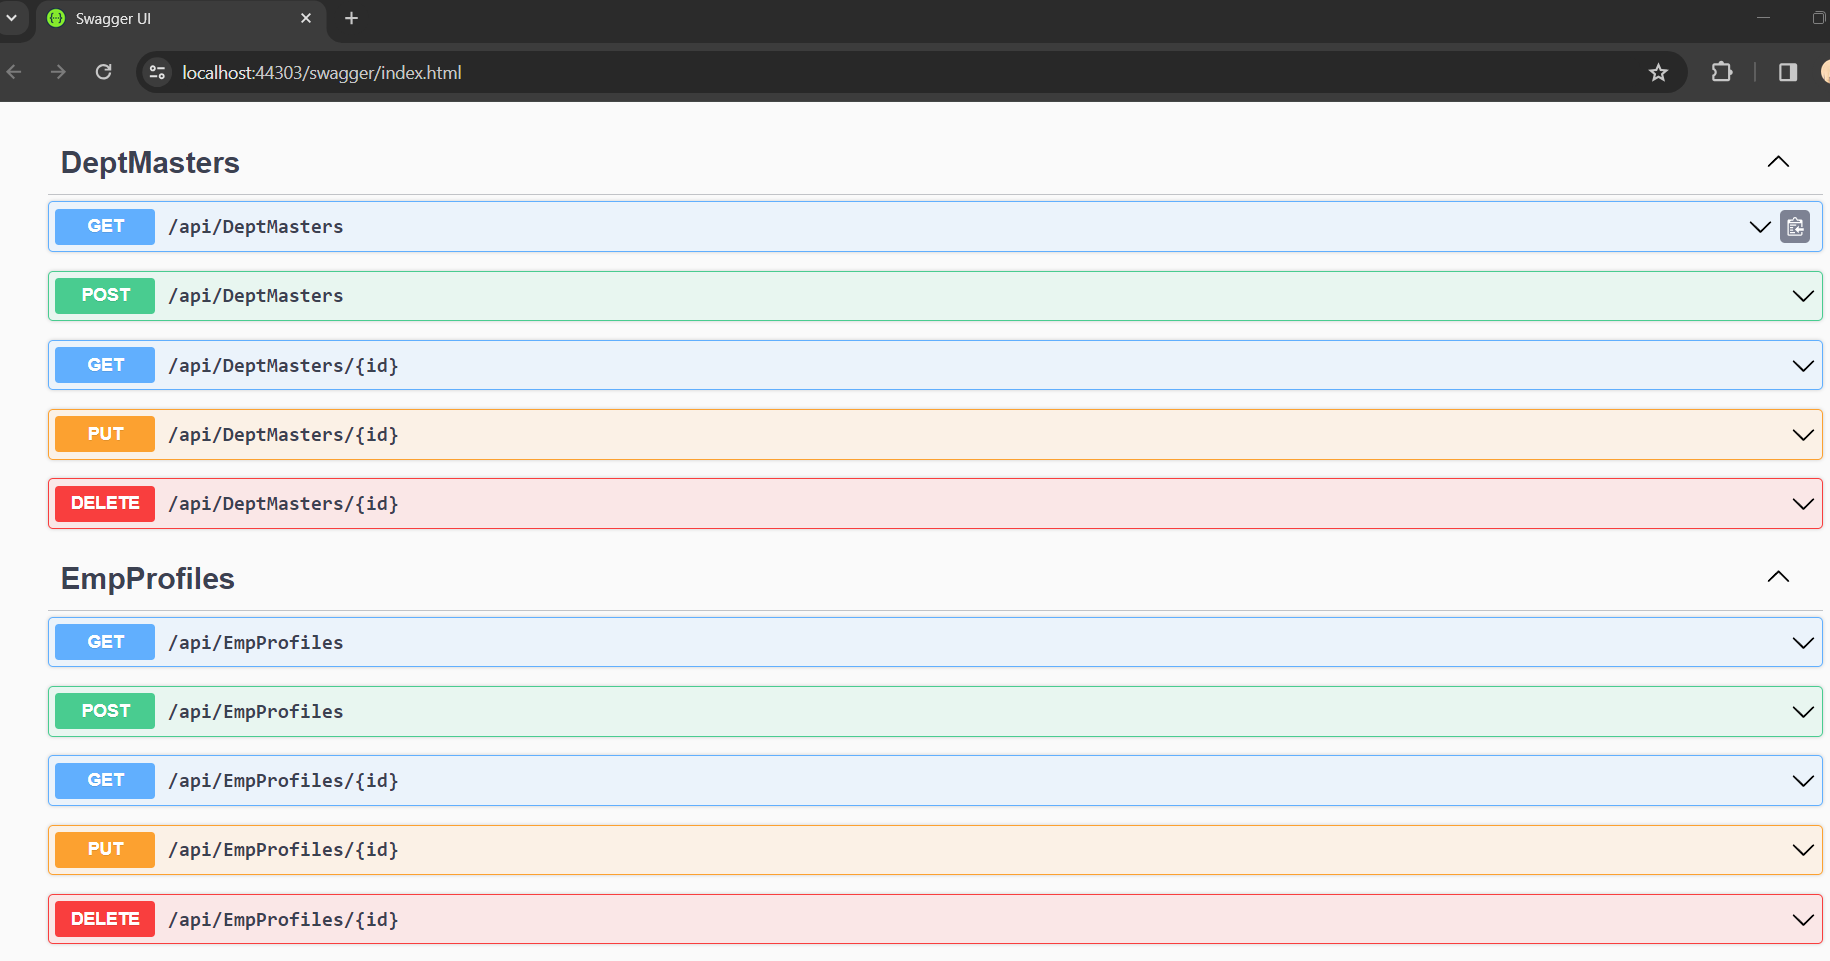 Swagger UI
localhost:44303/swagger/index.html
DeptMasters
GET /api/DeptMasters
POST /api/DeptMasters
GET /api/DeptMasters/{id}
PUT /api/DeptMasters/{id}
DELETE /api/DeptMasters/{id}
EmpProfiles
GET /api/EmpProfiles
POST /api/EmpProfiles
GET /api/EmpProfiles/{id}
PUT /api/EmpProfiles/{id}
DELETE /api/EmpProfiles/{id}